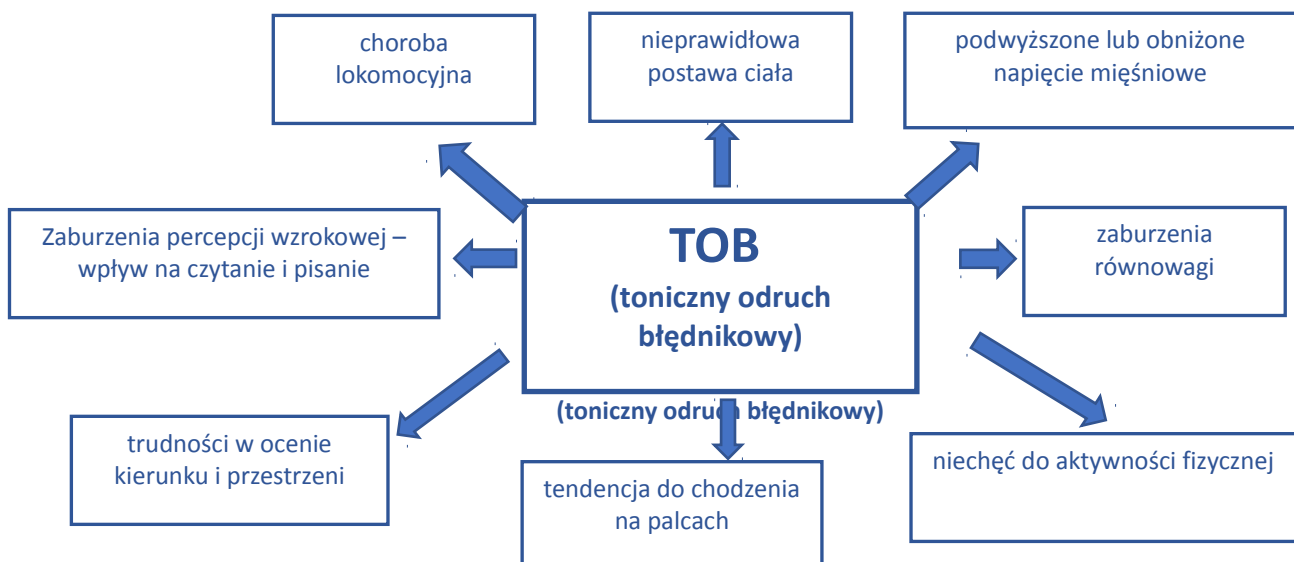 choroba
lokomocyjna
nieprawidłowa
postawa ciała
podwyższone lub obniżone
napięcie mięśniowe
Zaburzenia percepcji wzrokowej –
wpływ na czytanie i pisanie
TOB
(toniczny odruch
błędnikowy)
zaburzenia
równowagi
(toniczny odruch błędnikowy)
trudności w ocenie
kierunku i przestrzeni
tendencja do chodzenia
na palcach
niechęć do aktywności fizycznej